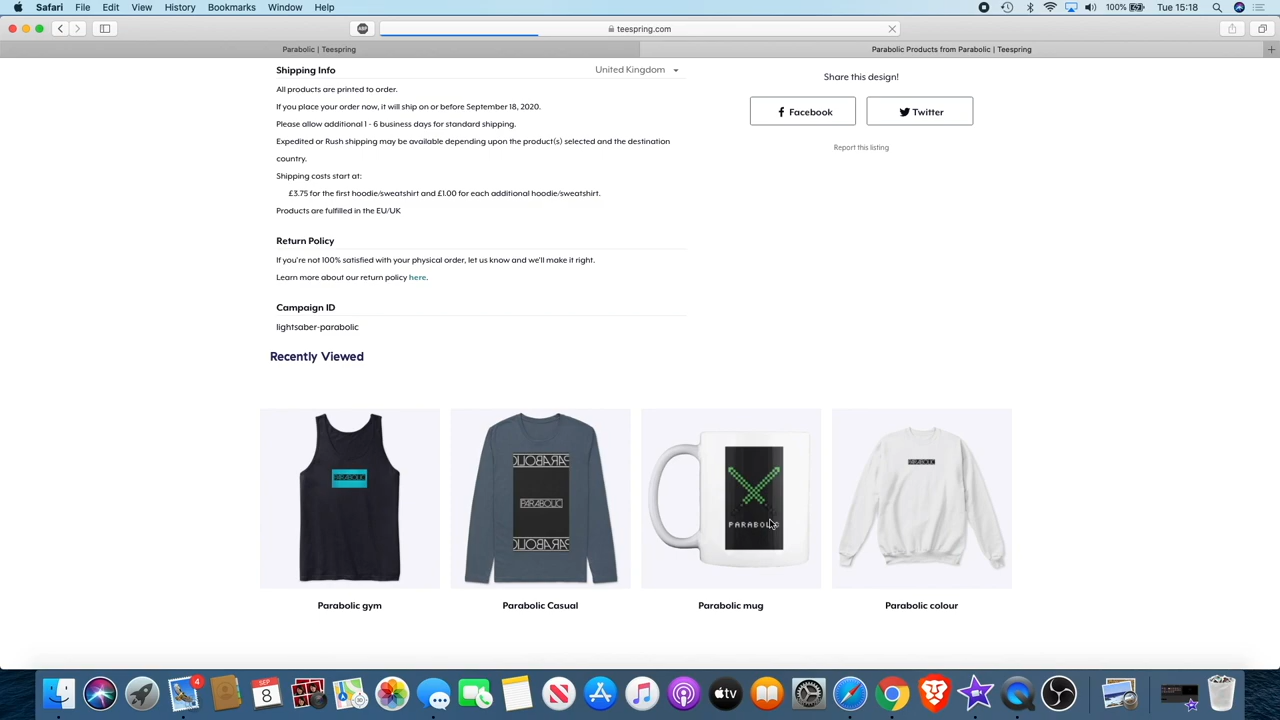 Safari File Edit View History Bookmarks Window Help 100% Tue 15:18
ABP teespring.com
Parabolic | Teespring Parabolic Products from Parabolic | Teespring
Shipping Info United Kingdom
All products are printed to order.
If you place your order now, it will ship on or before September 18, 2020.
Please allow additional 1 - 6 business days for standard shipping.
Expedited or Rush shipping may be available depending upon the product(s) selected and the destination
country.
Shipping costs start at:
£3.75 for the first hoodie/sweatshirt and £1.00 for each additional hoodie/sweatshirt.
Products are fulfilled in the EU/UK
Share this design!
Facebook Twitter
Report this listing
Return Policy
If you're not 100% satisfied with your physical order, let us know and we'll make it right.
Learn more about our return policy here.
Campaign ID
lightsaber-parabolic
Recently Viewed
PARABOLIC
PARABOLIC
PARABOLIC
PARABOLIC
PARABOLIC
PARABOLIC
Parabolic gym Parabolic Casual Parabolic mug Parabolic colour
4
SEP
8
tv